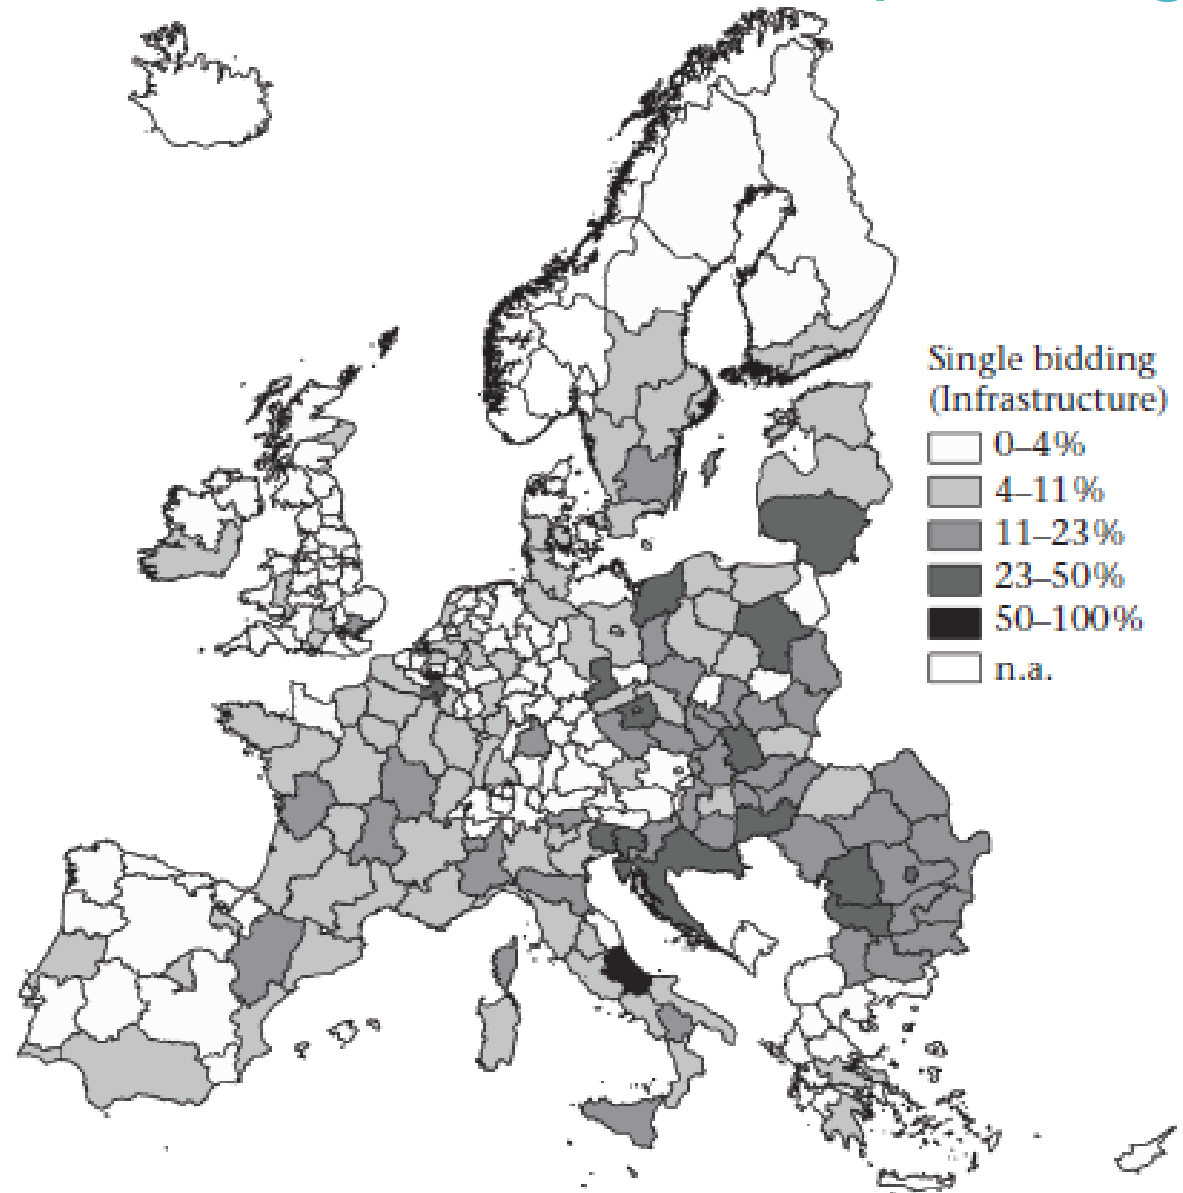 Single bidding
(Infrastructure)
0–4%
4–11%
11–23%
23–50%
50–100%
n.a.